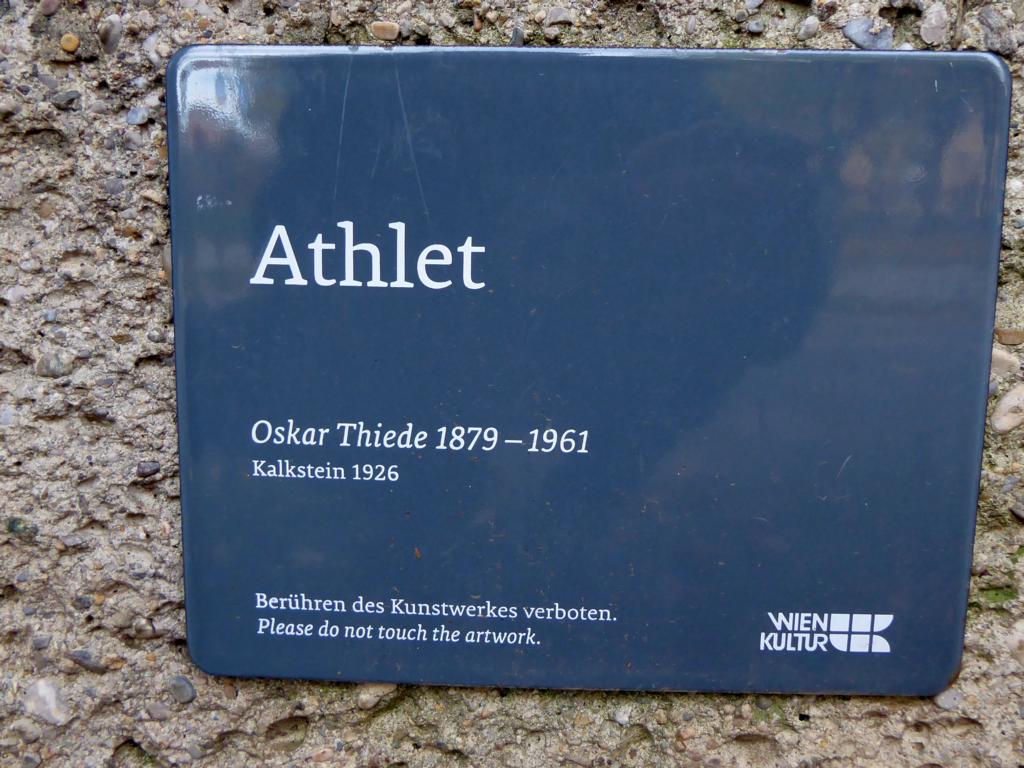 Athlet
Oskar Thiede 1879 – 1961
Kalkstein 1926
Berühren des Kunstwerkes verboten.
Please do not touch the artwork.
WIEN
KULTUR